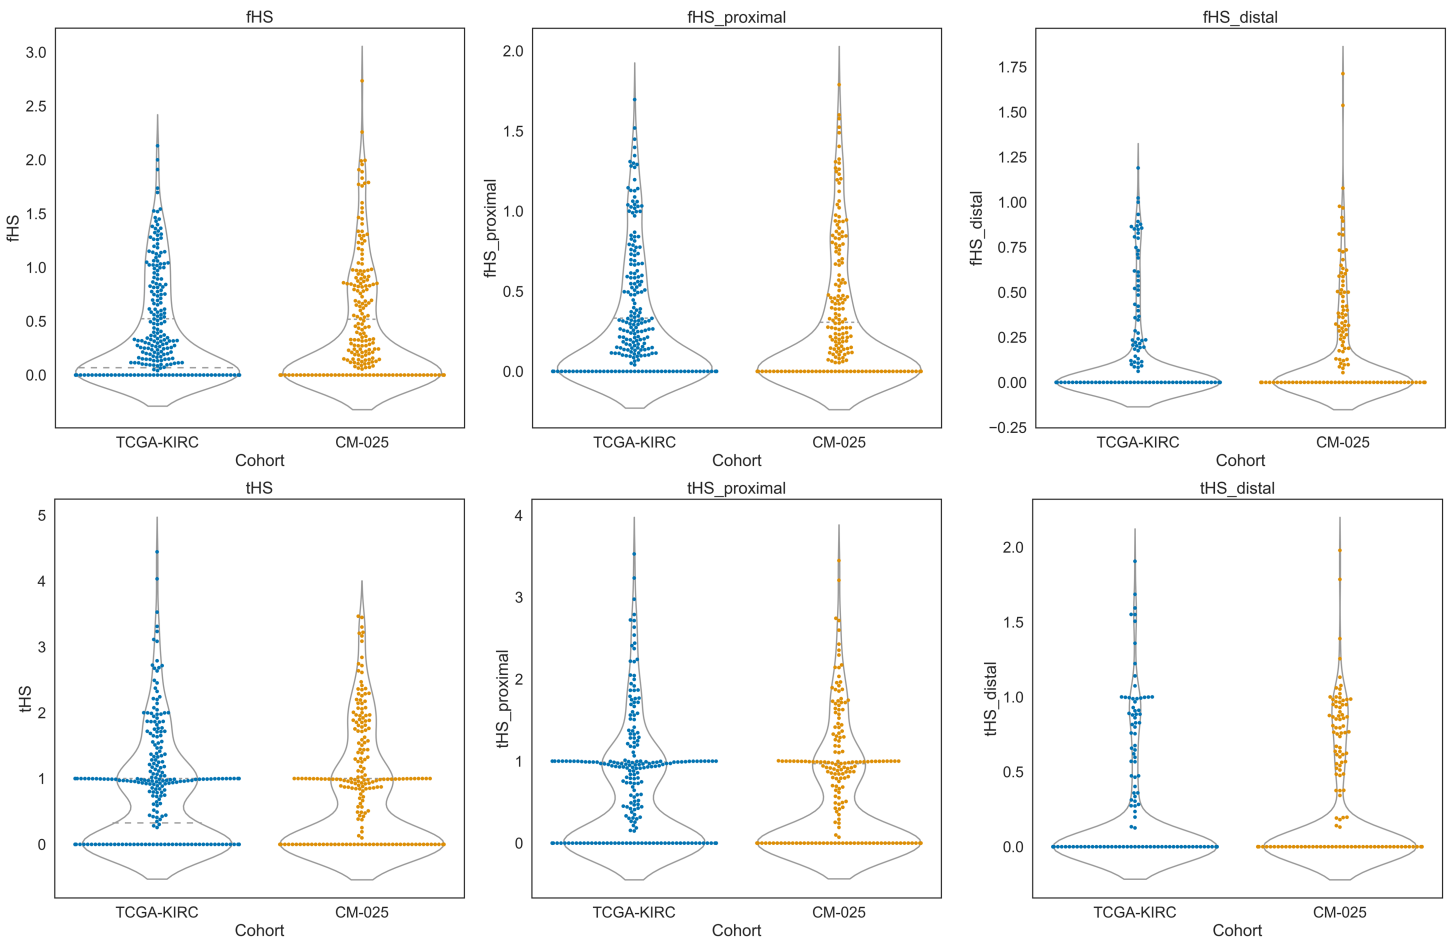 fHS
3.0
2.5
2.0
1.5
1.0
0.5
0.0
fHS
TCGA-KIRC CM-025
Cohort
fHS_proximal
2.0
1.5
1.0
0.5
0.0
fHS_proximal
TCGA-KIRC CM-025
Cohort
fHS_distal
1.75
1.50
1.25
1.00
0.75
0.50
0.25
0.00
−0.25
fHS_distal
TCGA-KIRC CM-025
Cohort
tHS
5
4
3
2
1
0
tHS
TCGA-KIRC CM-025
Cohort
tHS_proximal
4
3
2
1
0
tHS_proximal
TCGA-KIRC CM-025
Cohort
tHS_distal
2.0
1.5
1.0
0.5
0.0
tHS_distal
TCGA-KIRC CM-025
Cohort